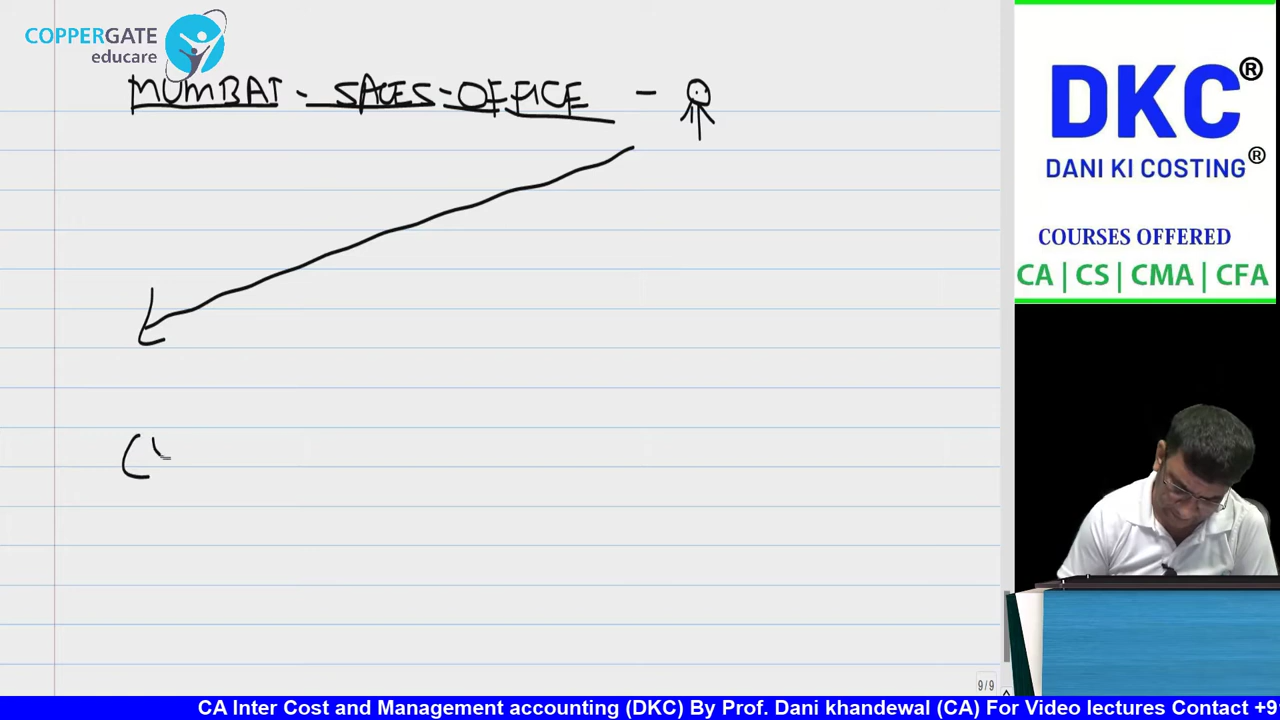 COPPERGATE
educare
MUMBAI - SALES - OFFICE -
DKC®
DANI KI COSTING®
COURSES OFFERED
CA | CS | CMA | CFA
9/9
CA Inter Cost and Management accounting (DKC) By Prof. Dani khandewal (CA) For Video lectures Contact +9